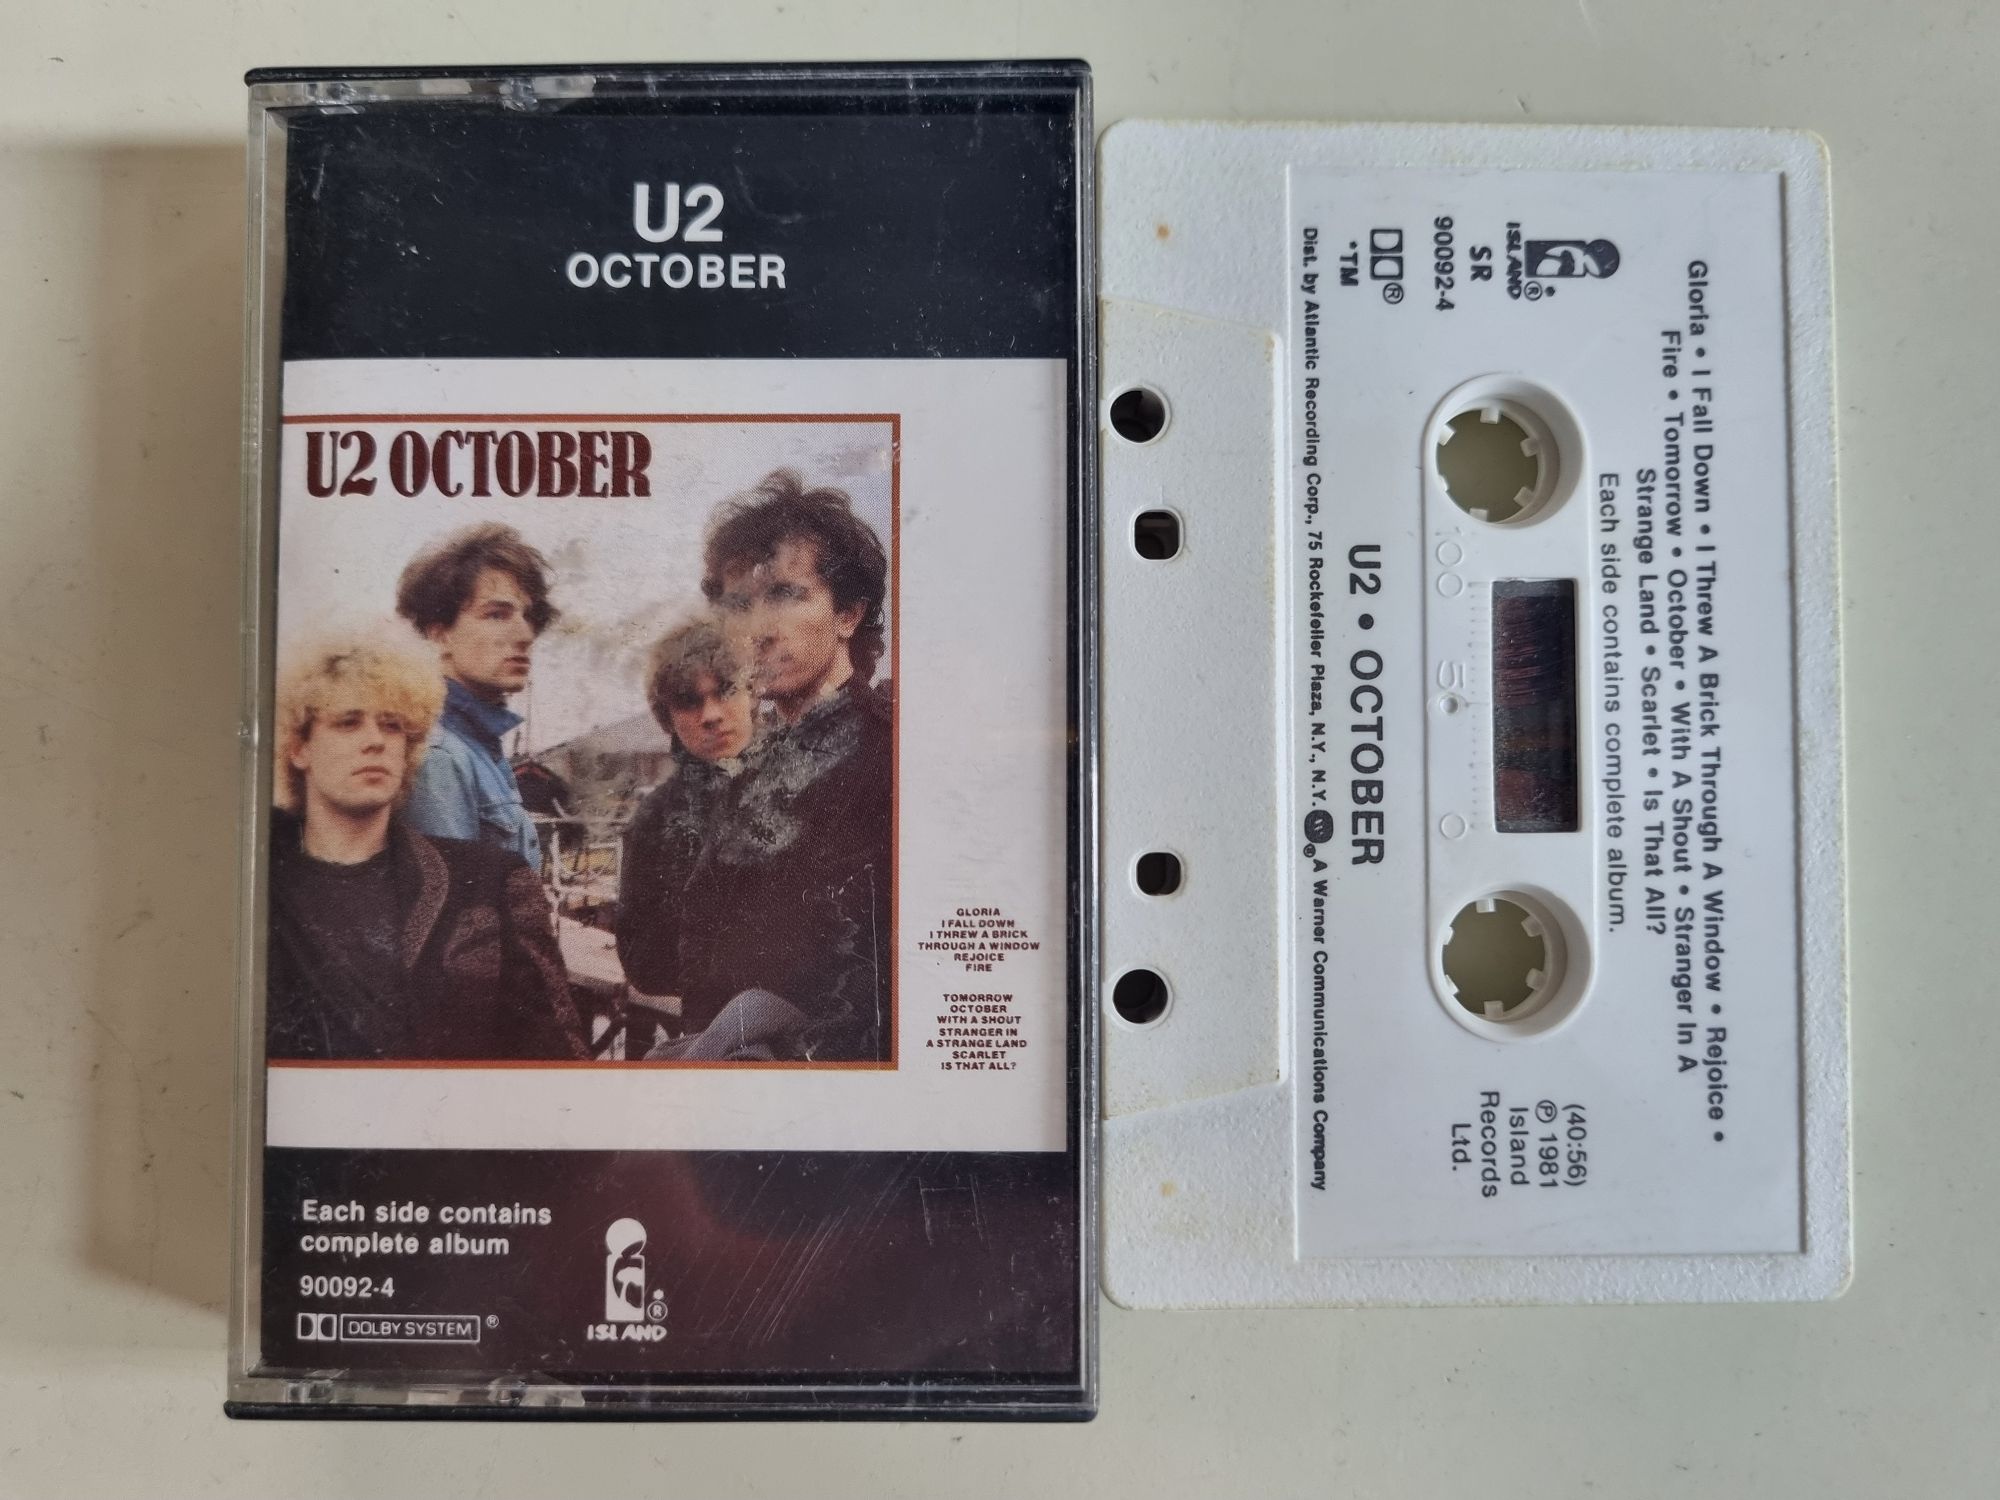 U2
OCTOBER
U2 OCTOBER
GLORIA
I FALL DOWN
I THREW A BRICK
THROUGH A WINDOW
REJOICE
FIRE
TOMORROW
OCTOBER
WITH A SHOUT
STRANGER IN
A STRANGE LAND
SCARLET
IS THAT ALL?
Each side contains
complete album
90092-4
DOLBY SYSTEM ®
ISLAND ®
Gloria • I Fall Down • I Threw A Brick Through A Window • Rejoice •
Fire • Tomorrow • October • With A Shout • Stranger In A
Strange Land • Scarlet • Is That All?
Each side contains complete album.
ISLAND ®
SR
90092-4
®
*TM
100 50 0
(40:56)
℗ 1981
Island
Records
Ltd.
U2 • OCTOBER
Dist. by Atlantic Recording Corp., 75 Rockefeller Plaza, N.Y., N.Y. ® A Warner Communications Company